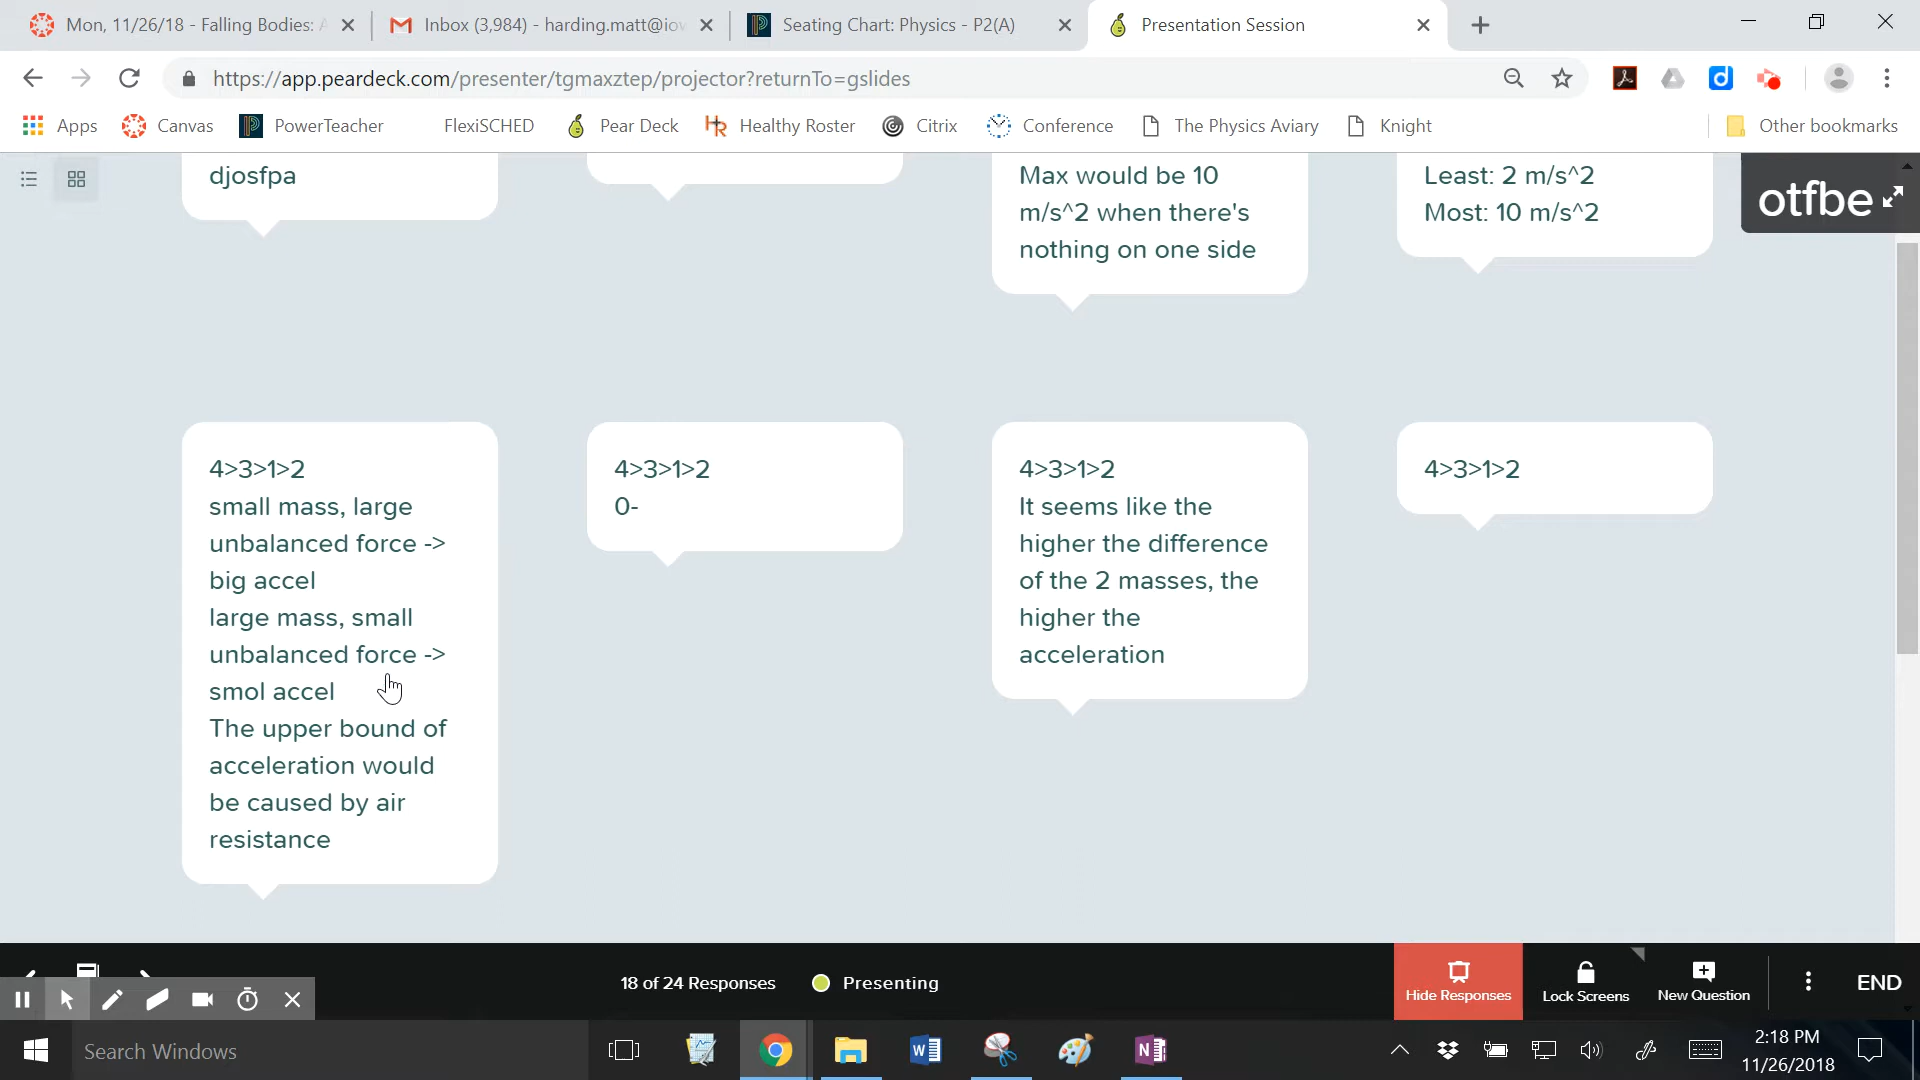 Mon, 11/26/18 - Falling Bodies: A
Inbox (3,984) - harding.matt@iow
Seating Chart: Physics - P2(A)
Presentation Session
https://app.peardeck.com/presenter/tgmaxztep/projector?returnTo=gslides
Apps
Canvas
PowerTeacher
FlexiSCHED
Pear Deck
Healthy Roster
Citrix
Conference
The Physics Aviary
Knight
Other bookmarks
djosfpa
Max would be 10
m/s^2 when there's
nothing on one side
Least: 2 m/s^2
Most: 10 m/s^2
otfbe
4>3>1>2
small mass, large
unbalanced force ->
big accel
large mass, small
unbalanced force ->
smol accel
The upper bound of
acceleration would
be caused by air
resistance
4>3>1>2
0-
4>3>1>2
It seems like the
higher the difference
of the 2 masses, the
higher the
acceleration
4>3>1>2
18 of 24 Responses
Presenting
Hide Responses
Lock Screens
New Question
END
Search Windows
2:18 PM
11/26/2018